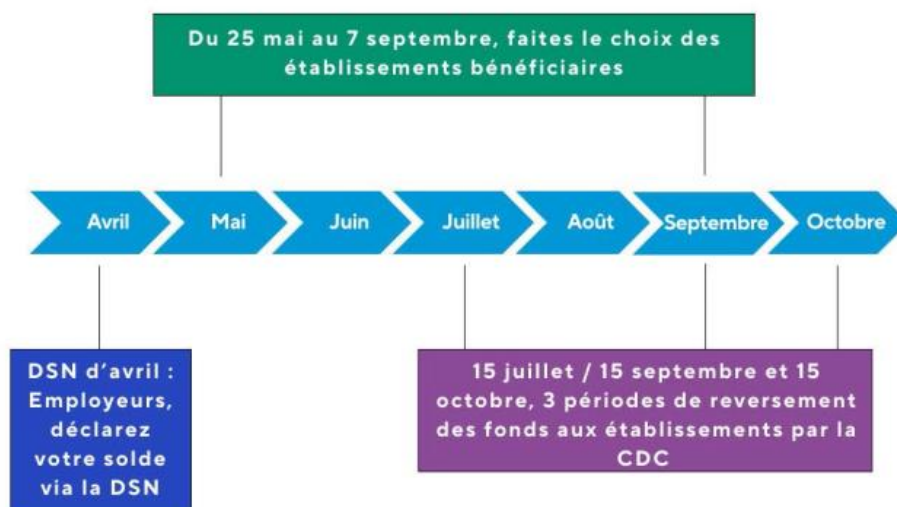 Du 25 mai au 7 septembre, faites le choix des
établissements bénéficiaires
Avril
Mai
Juin
Juillet
Août
Septembre
Octobre
DSN d'avril :
Employeurs,
déclarez
votre solde
via la DSN
15 juillet / 15 septembre et 15
octobre, 3 périodes de reversement
des fonds aux établissements par la
CDC